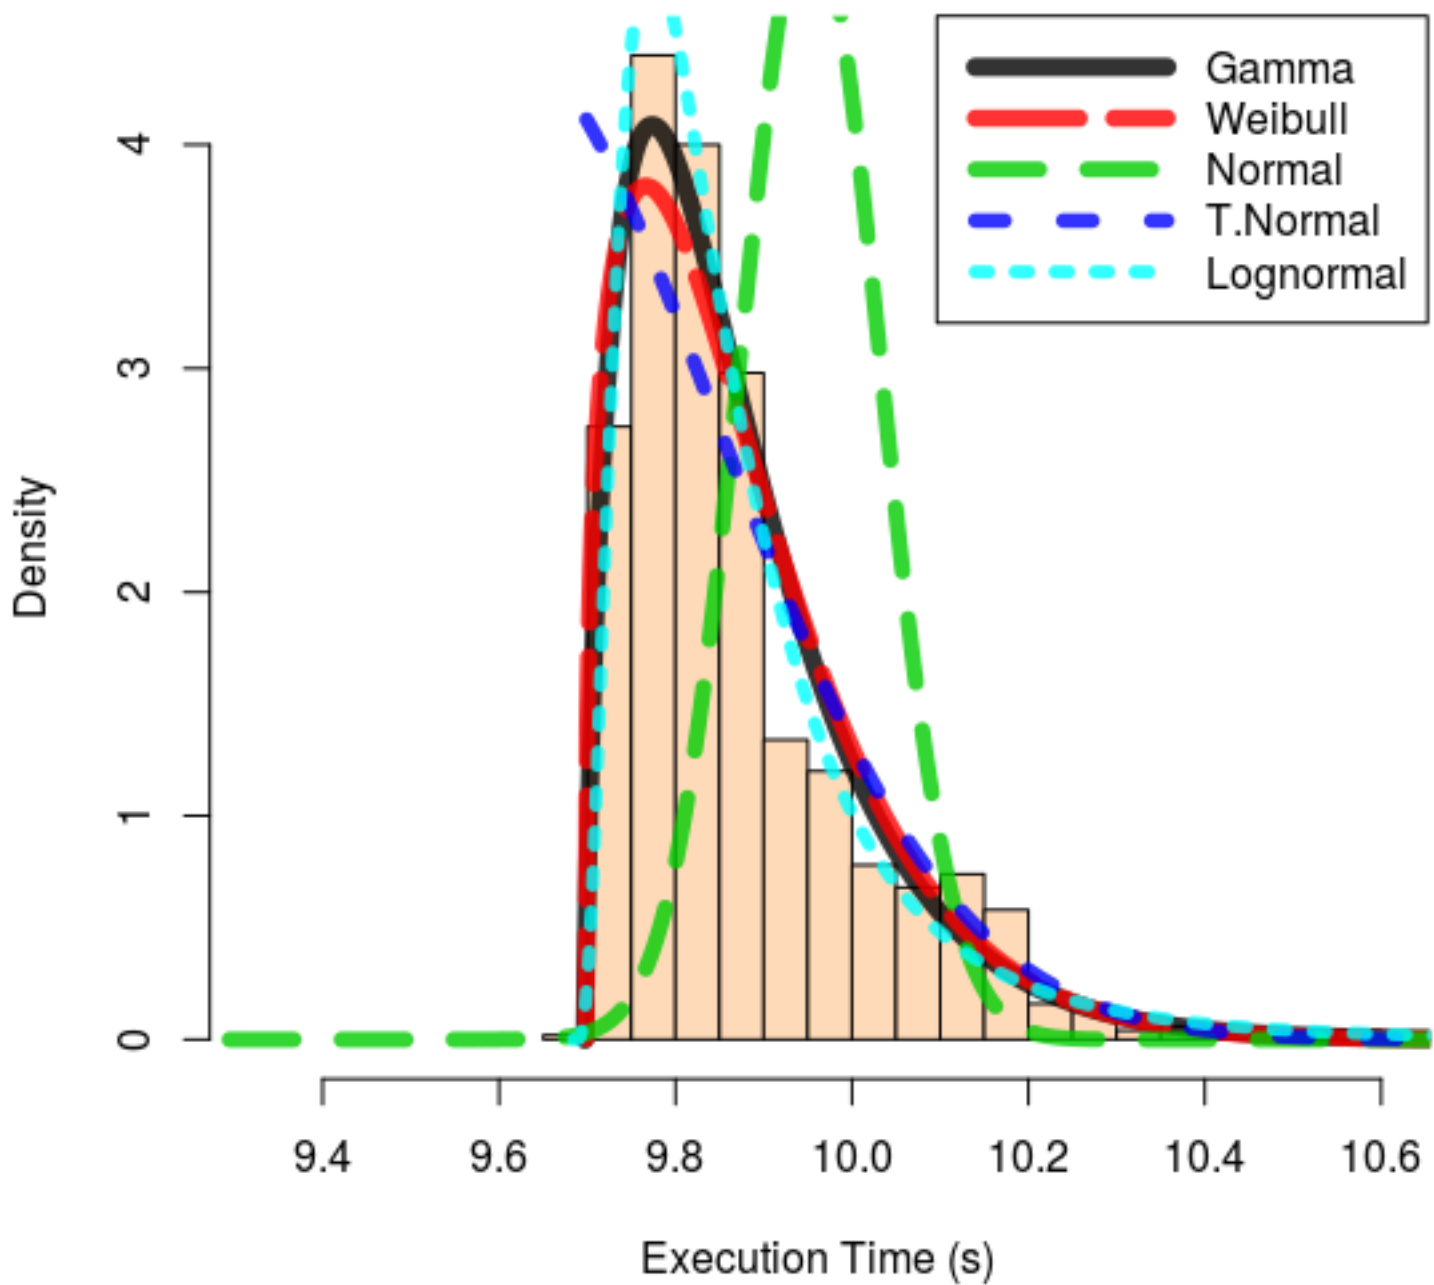 Gamma
Weibull
Normal
T.Normal
Lognormal
Density
4
3
2
1
0
9.4 9.6 9.8 10.0 10.2 10.4 10.6
Execution Time (s)